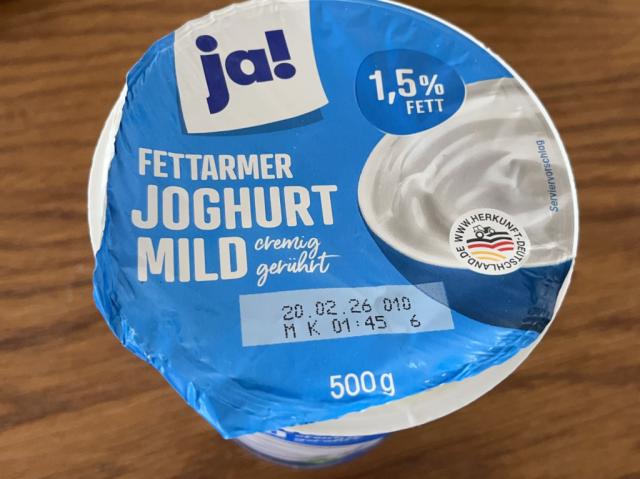 ja!
1,5%
FETT
FETTARMER
JOGHURT
MILD
cremig
gerührt
Serviervorschlag
WWW.HERKUNFT-DEUTSCHLAND.DE
20.02.26 010
M K 01:45 6
500g